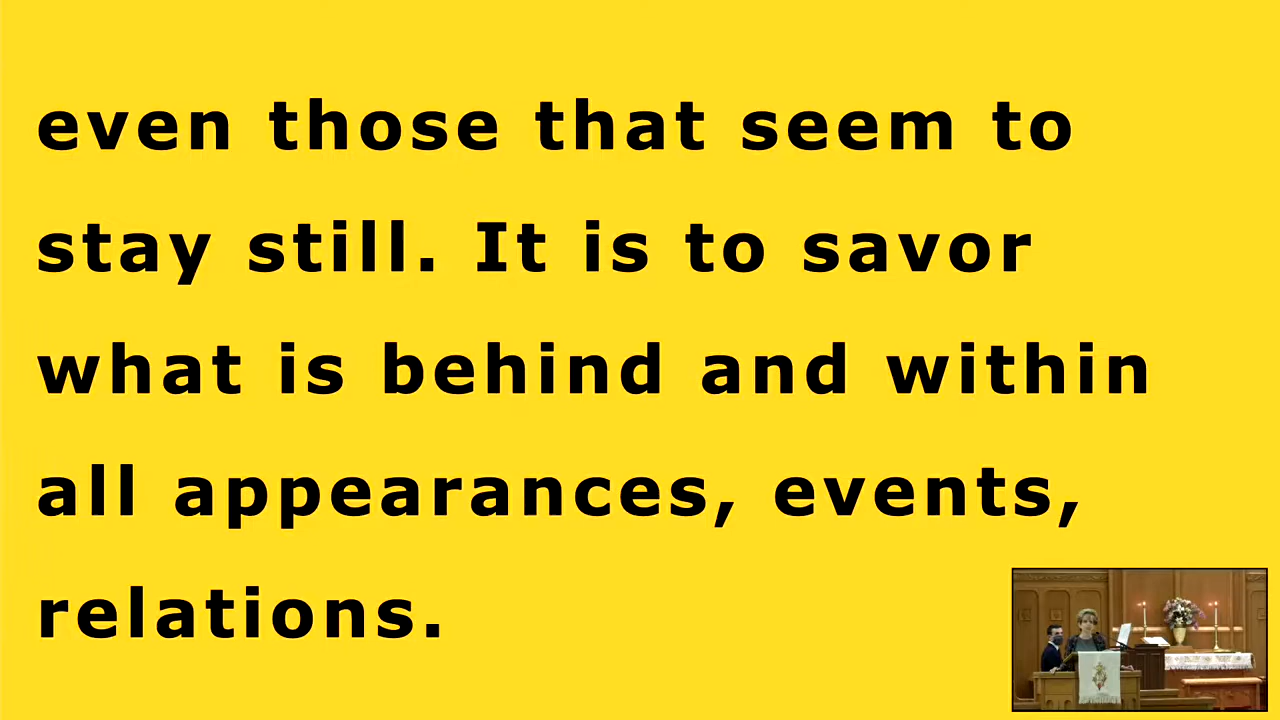 even those that seem to
stay still. It is to savor
what is behind and within
all appearances, events,
relations.